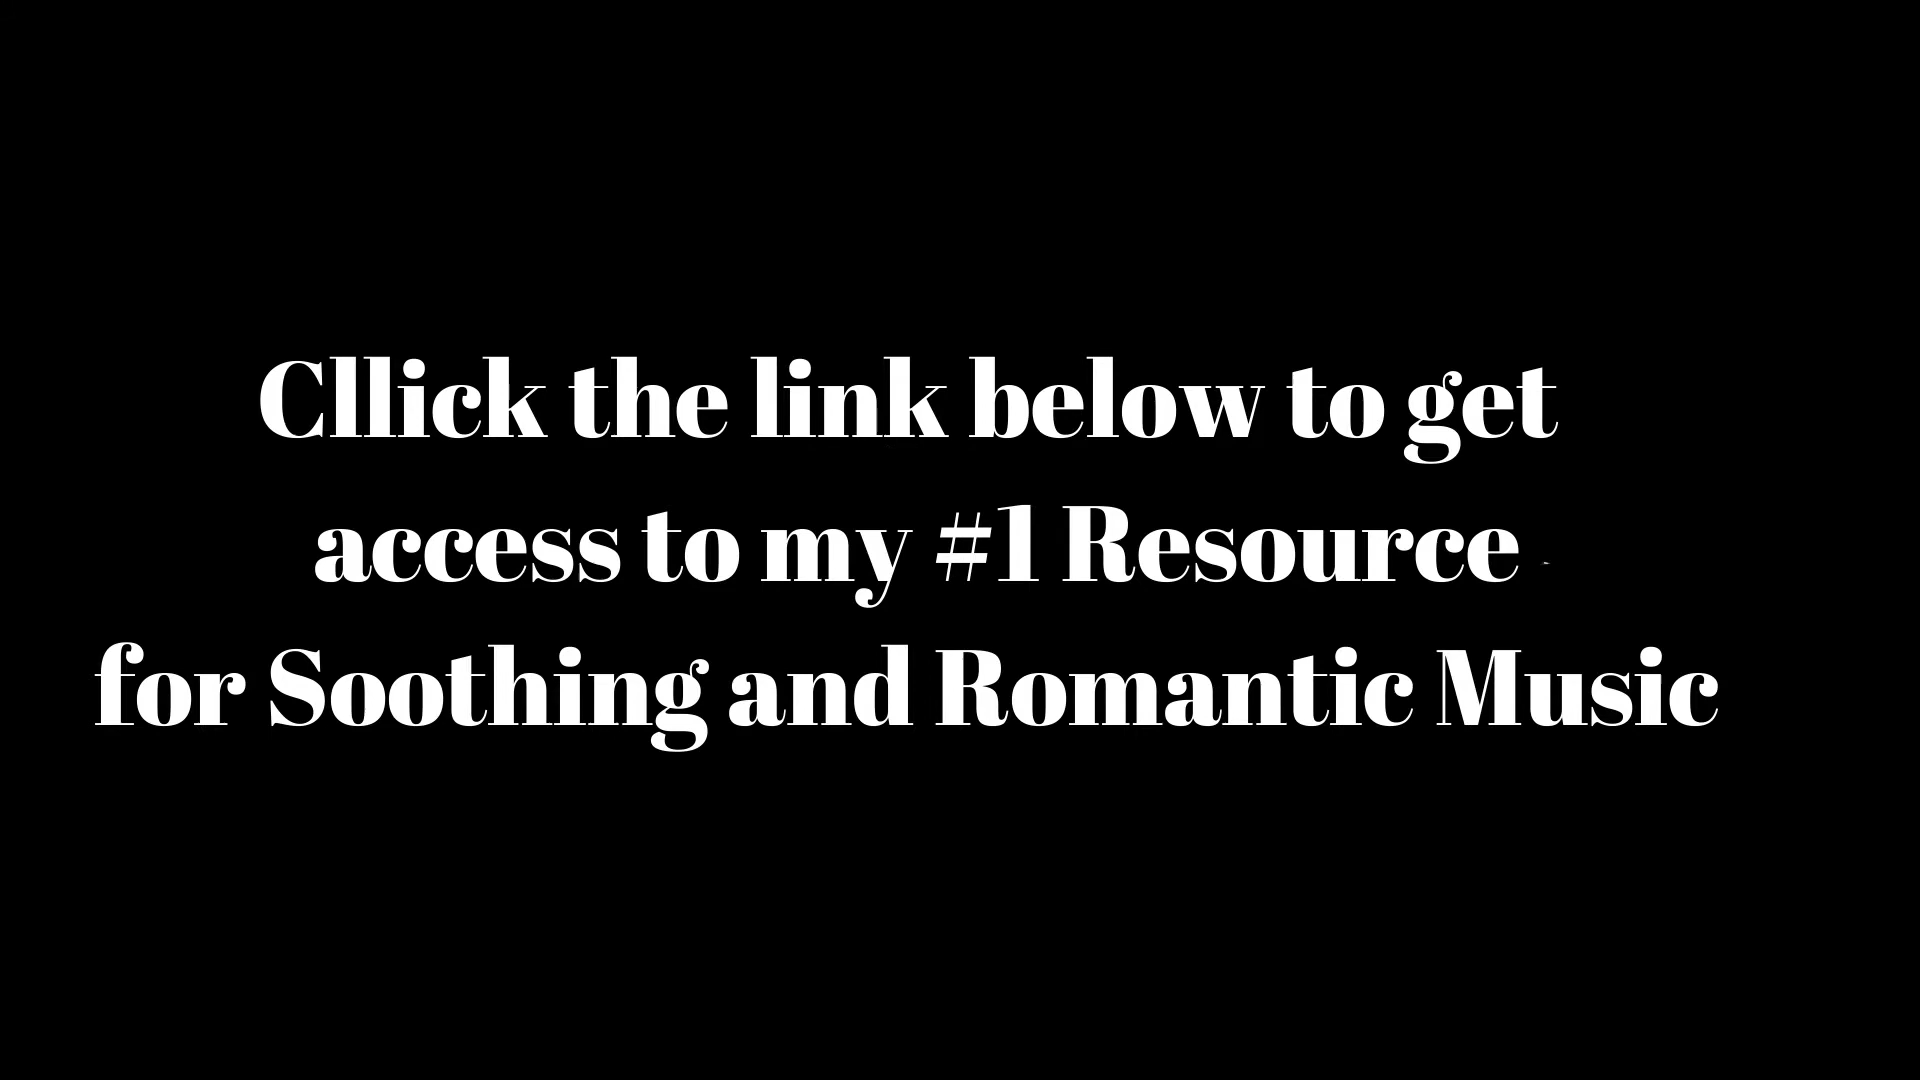 Cllick the link below to get
access to my #1 Resource
for Soothing and Romantic Music